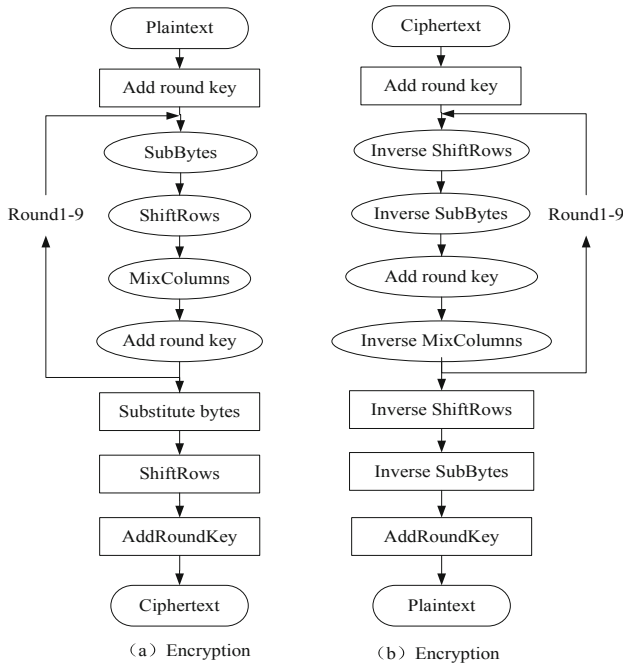 Plaintext
Add round key
SubBytes
ShiftRows
Round1-9
MixColumns
Add round key
Substitute bytes
ShiftRows
AddRoundKey
Ciphertext
（a）Encryption
Ciphertext
Add round key
Inverse ShiftRows
Inverse SubBytes
Round1-9
Add round key
Inverse MixColumns
Inverse ShiftRows
Inverse SubBytes
AddRoundKey
Plaintext
（b）Encryption